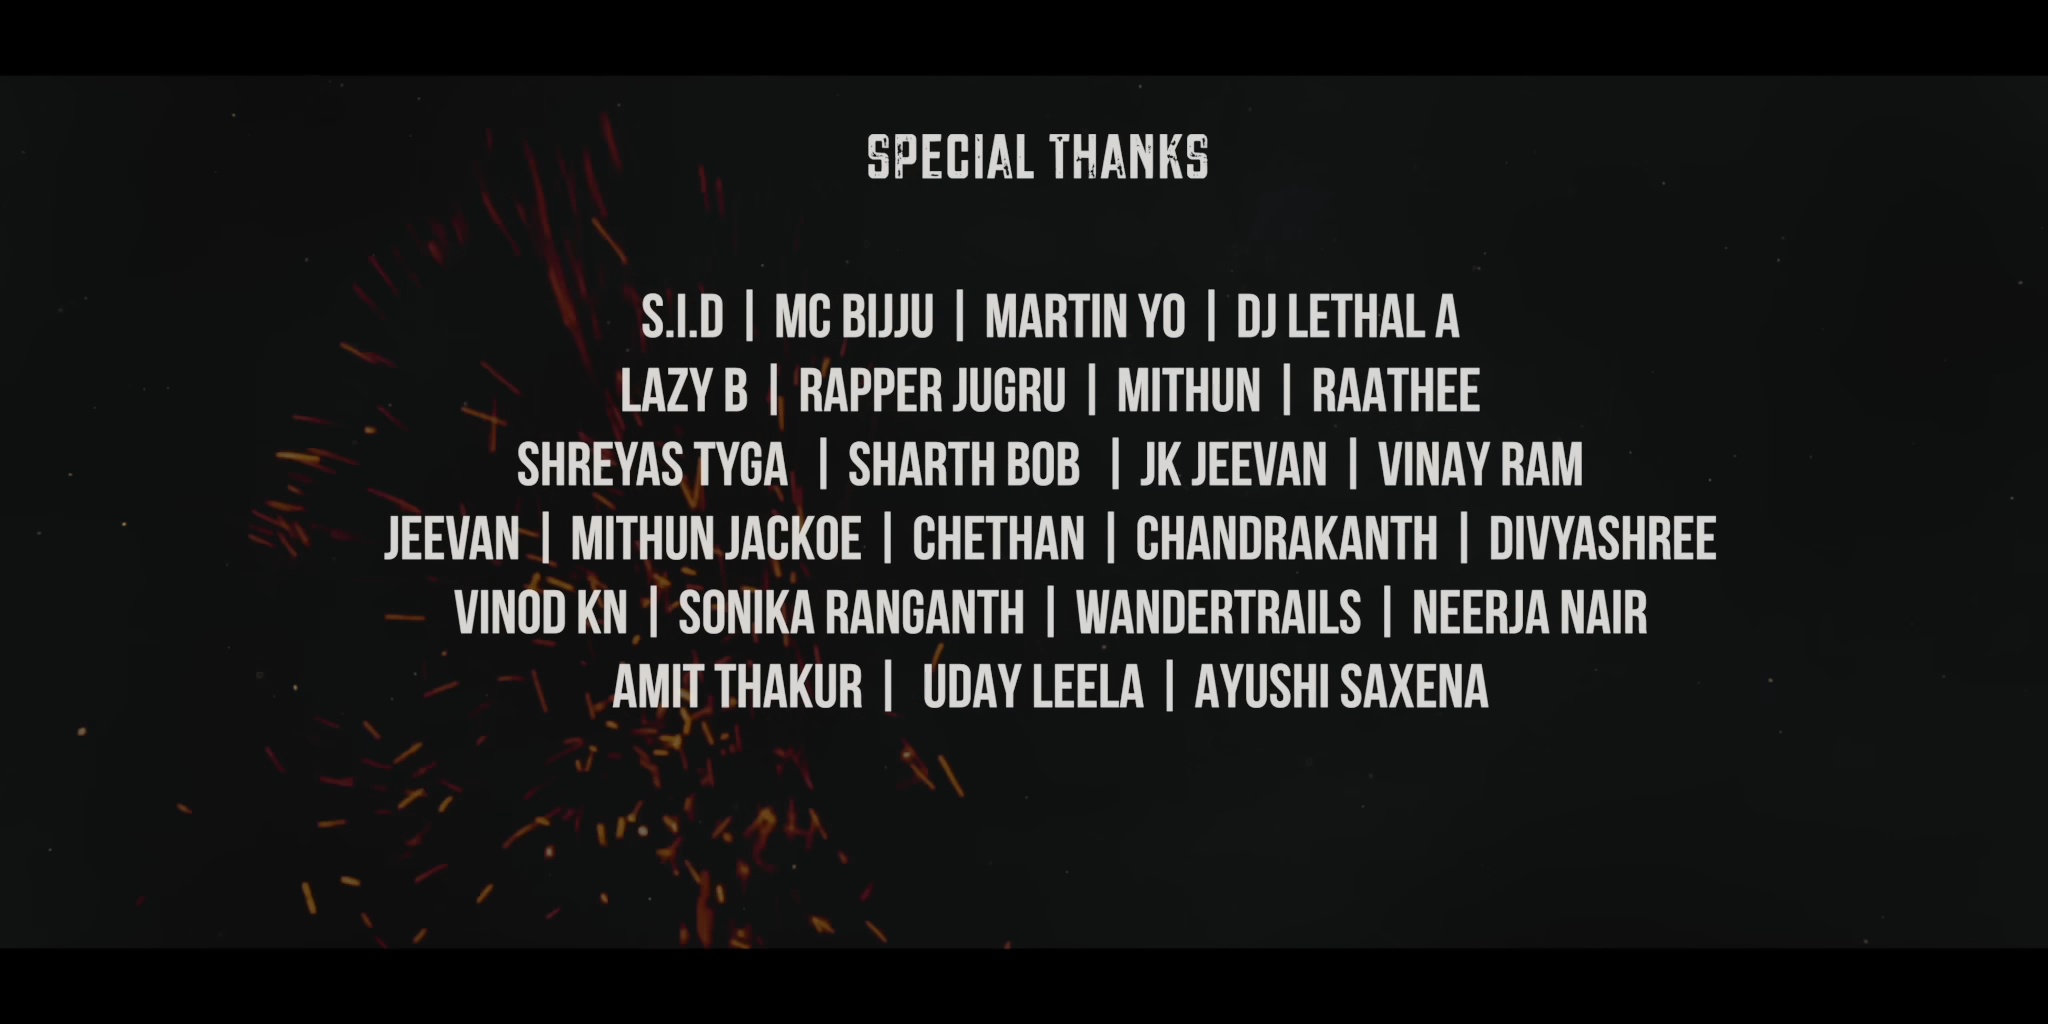 SPECIAL THANKS
S.I.D | MC BIJJU | MARTIN YO | DJ LETHAL A
LAZY B | RAPPER JUGRU | MITHUN | RAATHEE
SHREYAS TYGA | SHARTH BOB | JK JEEVAN | VINAY RAM
JEEVAN | MITHUN JACKOE | CHETHAN | CHANDRAKANTH | DIVYASHREE
VINOD KN | SONIKA RANGANTH | WANDERTRAILS | NEERJA NAIR
AMIT THAKUR | UDAY LEELA | AYUSHI SAXENA